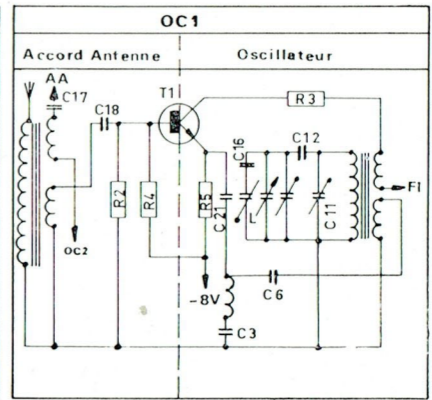 OC1
Accord Antenne
Oscillateur
AA
C17
C18
T1
R3
C16
C12
R2
R4
R5
C21
L
C11
FI
OC2
-8V
C6
C3